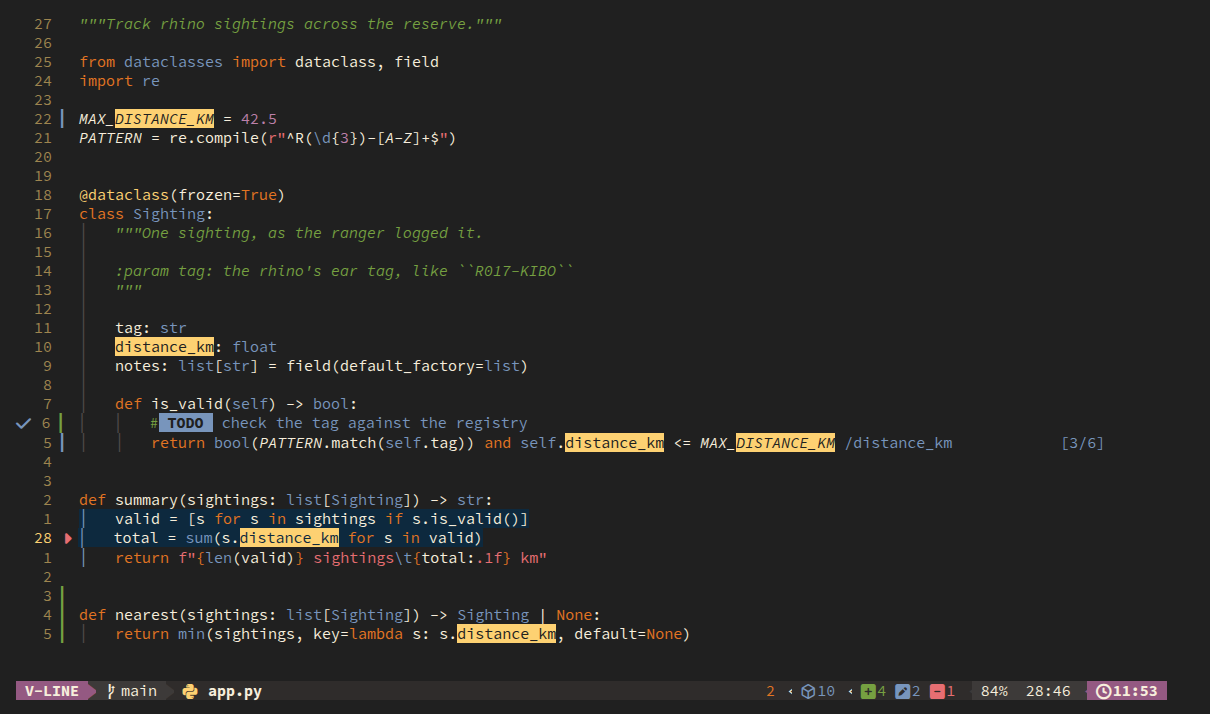 27 """Track rhino sightings across the reserve."""
26
25 from dataclasses import dataclass, field
24 import re
23
22 MAX_DISTANCE_KM = 42.5
21 PATTERN = re.compile(r"^R(\d{3})-[A-Z]+$")
20
19
18 @dataclass(frozen=True)
17 class Sighting:
16     """One sighting, as the ranger logged it.
15
14     :param tag: the rhino's ear tag, like ``R017-KIBO``
13     """
12
11     tag: str
10     distance_km: float
9     notes: list[str] = field(default_factory=list)
8
7     def is_valid(self) -> bool:
6         # TODO check the tag against the registry
5         return bool(PATTERN.match(self.tag)) and self.distance_km <= MAX_DISTANCE_KM /distance_km [3/6]
4
3
2 def summary(sightings: list[Sighting]) -> str:
1     valid = [s for s in sightings if s.is_valid()]
28     total = sum(s.distance_km for s in valid)
1     return f"{len(valid)} sightings\t{total:.1f} km"
2
3
4 def nearest(sightings: list[Sighting]) -> Sighting | None:
5     return min(sightings, key=lambda s: s.distance_km, default=None)
V-LINE main app.py 2 ‹ 10 ‹ +4 2 -1 84% 28:46 11:53